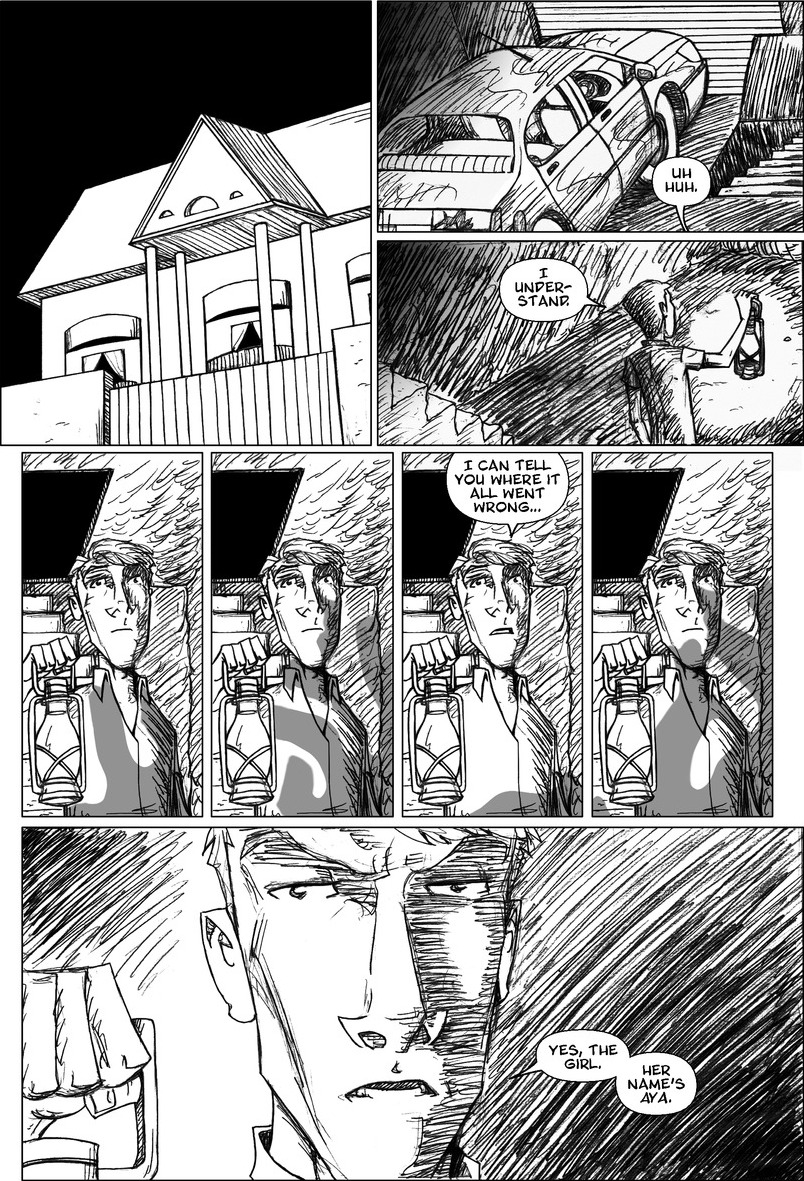 UH
HUH.
I
UNDER-
STAND.
I CAN TELL
YOU WHERE IT
ALL WENT
WRONG...
YES, THE
GIRL.
HER
NAME'S
AYA.